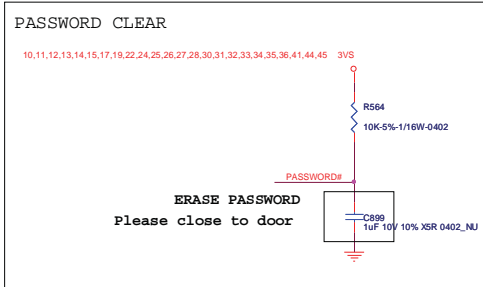 PASSWORD CLEAR
10,11,12,13,14,15,17,19,22,24,25,26,27,28,30,31,32,33,34,35,36,41,44,45 3VS
R564
10K-5%-1/16W-0402
PASSWORD#
ERASE PASSWORD
Please close to door
C899
1uF 10V 10% X5R 0402_NU